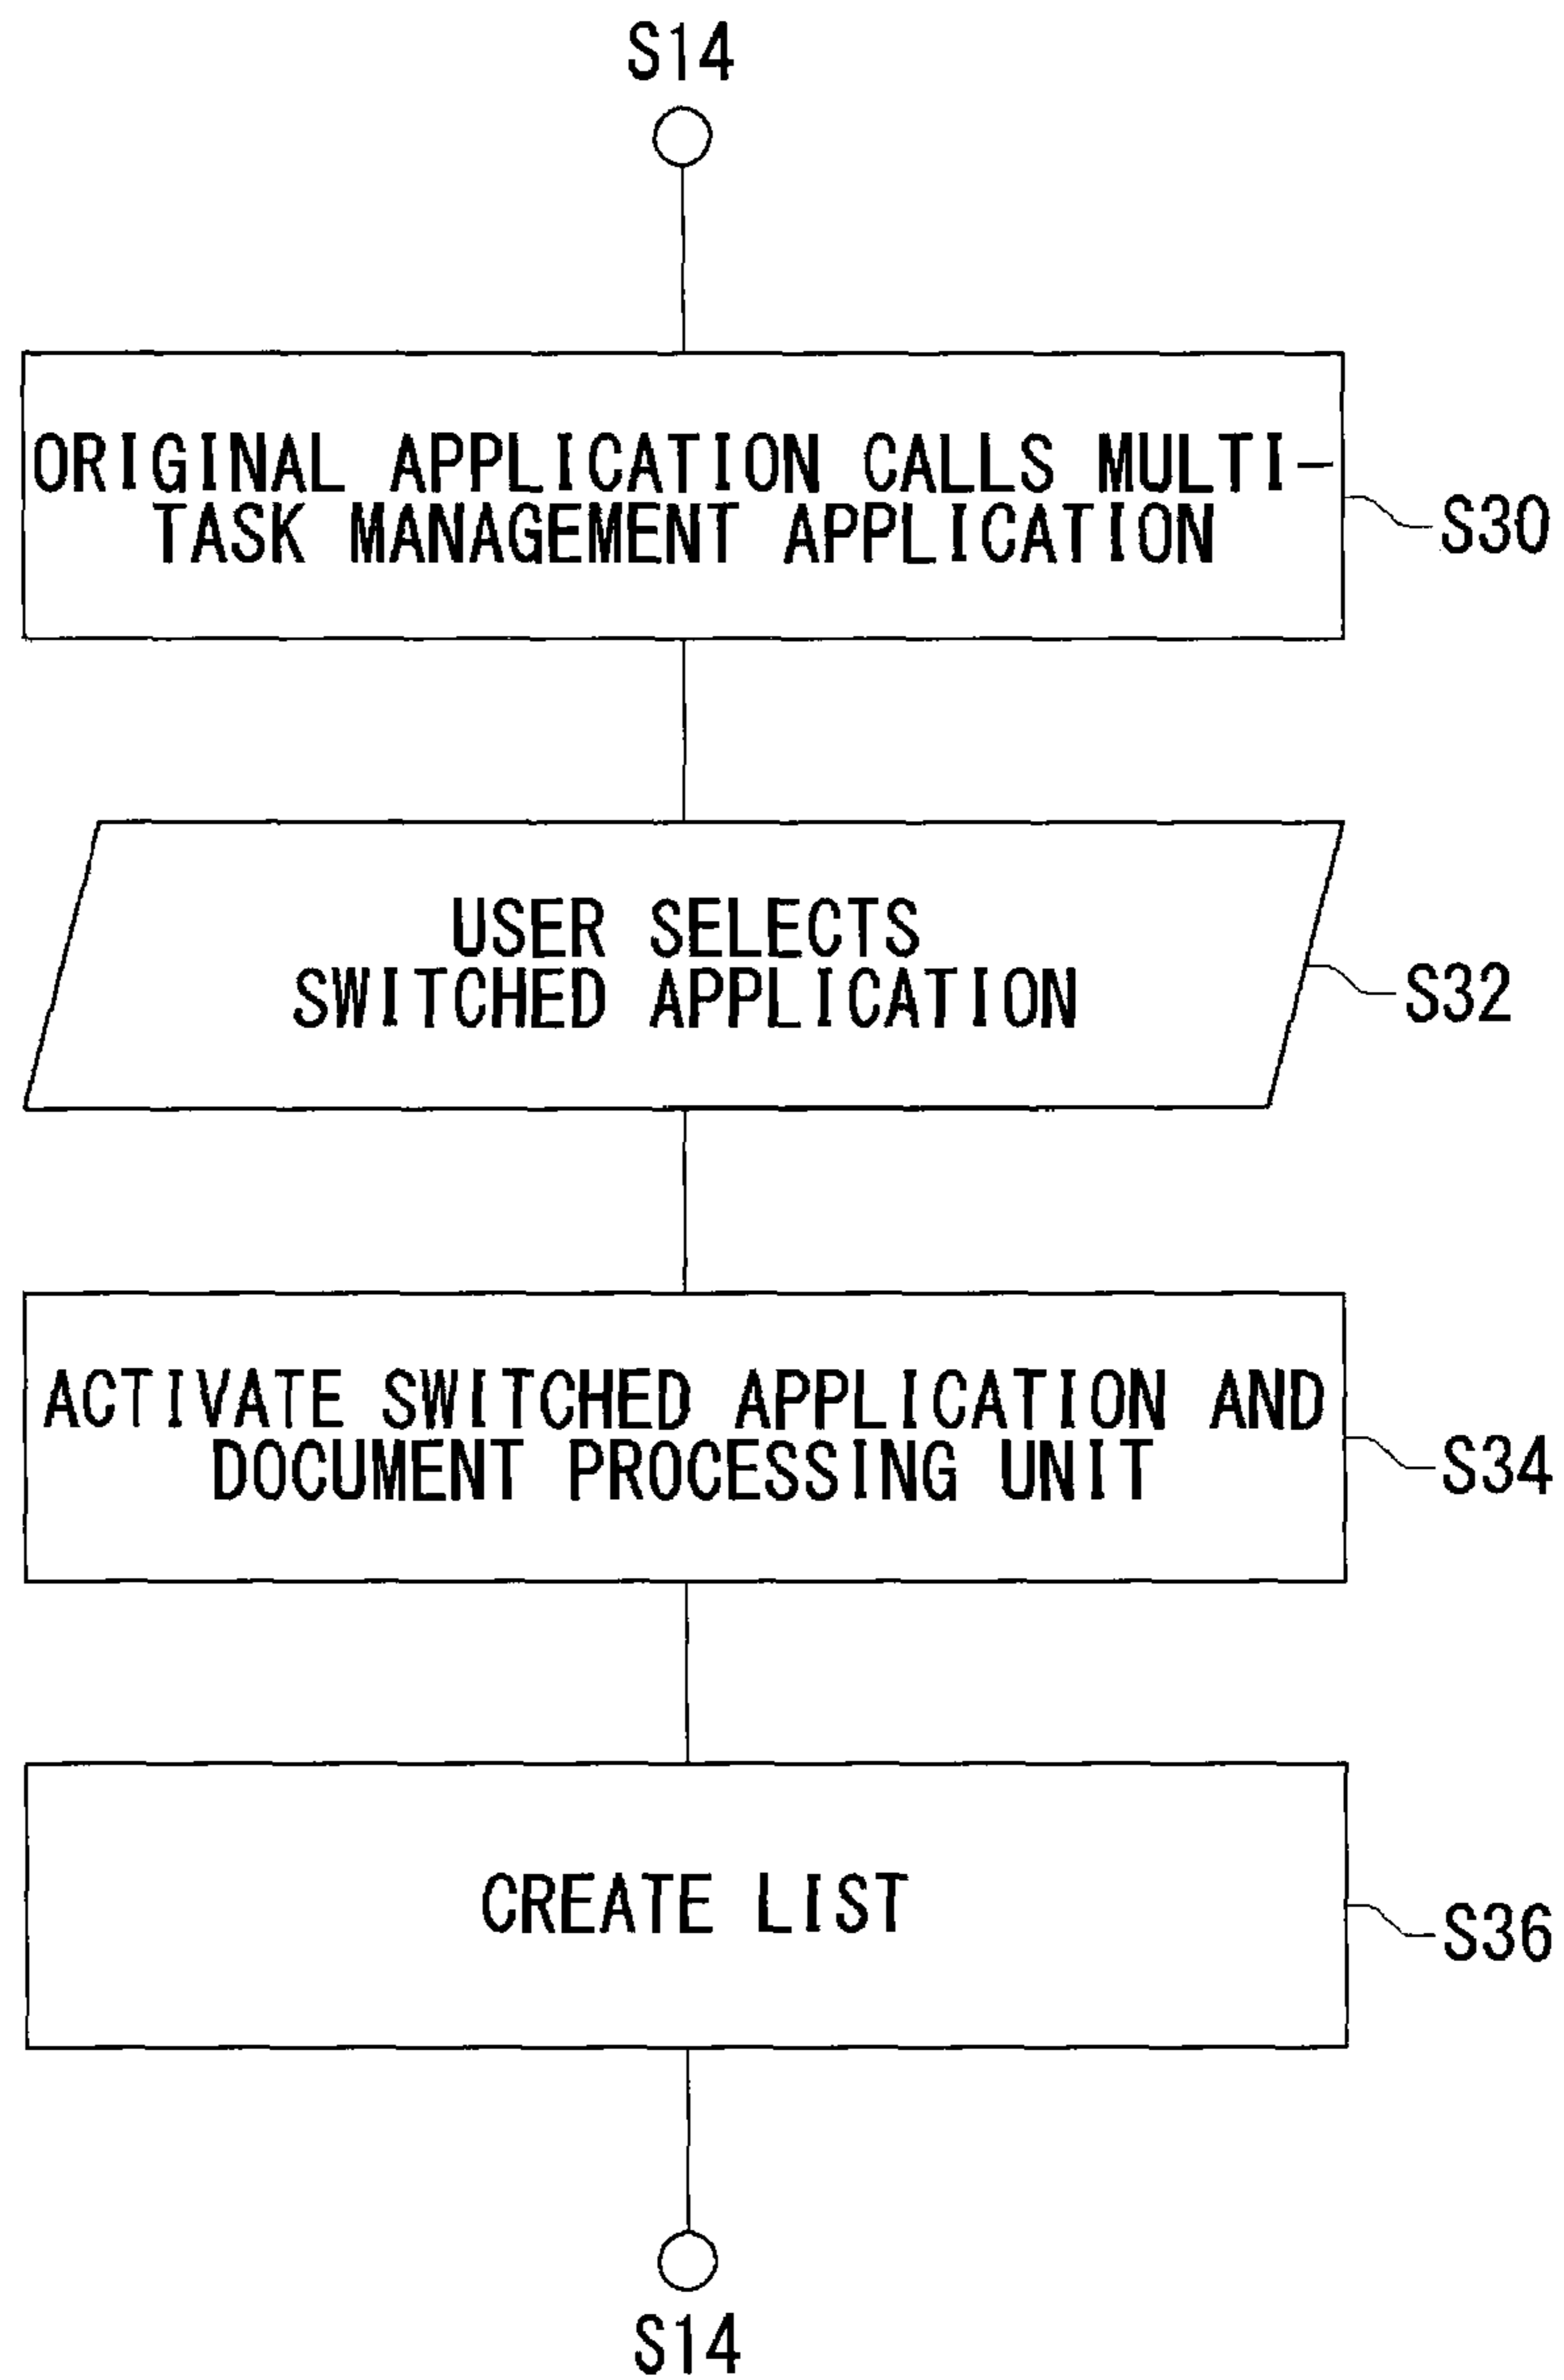 S14
ORIGINAL APPLICATION CALLS MULTI-
TASK MANAGEMENT APPLICATION
S30
USER SELECTS
SWITCHED APPLICATION
S32
ACTIVATE SWITCHED APPLICATION AND
DOCUMENT PROCESSING UNIT
S34
CREATE LIST
S36
S14